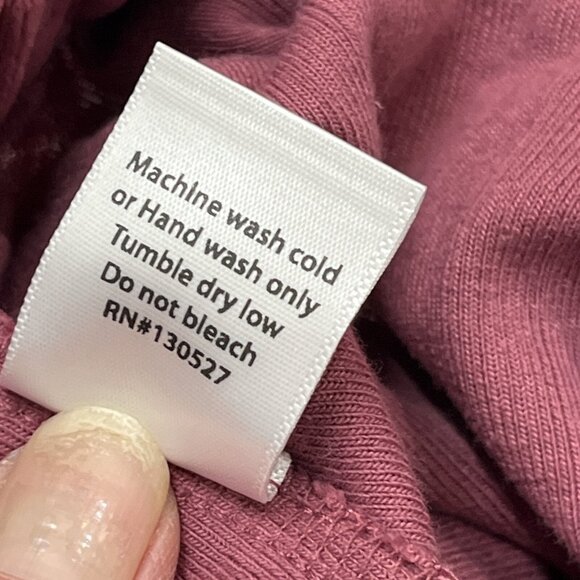 Machine wash cold
or Hand wash only
Tumble dry low
Do not bleach
RN#130527